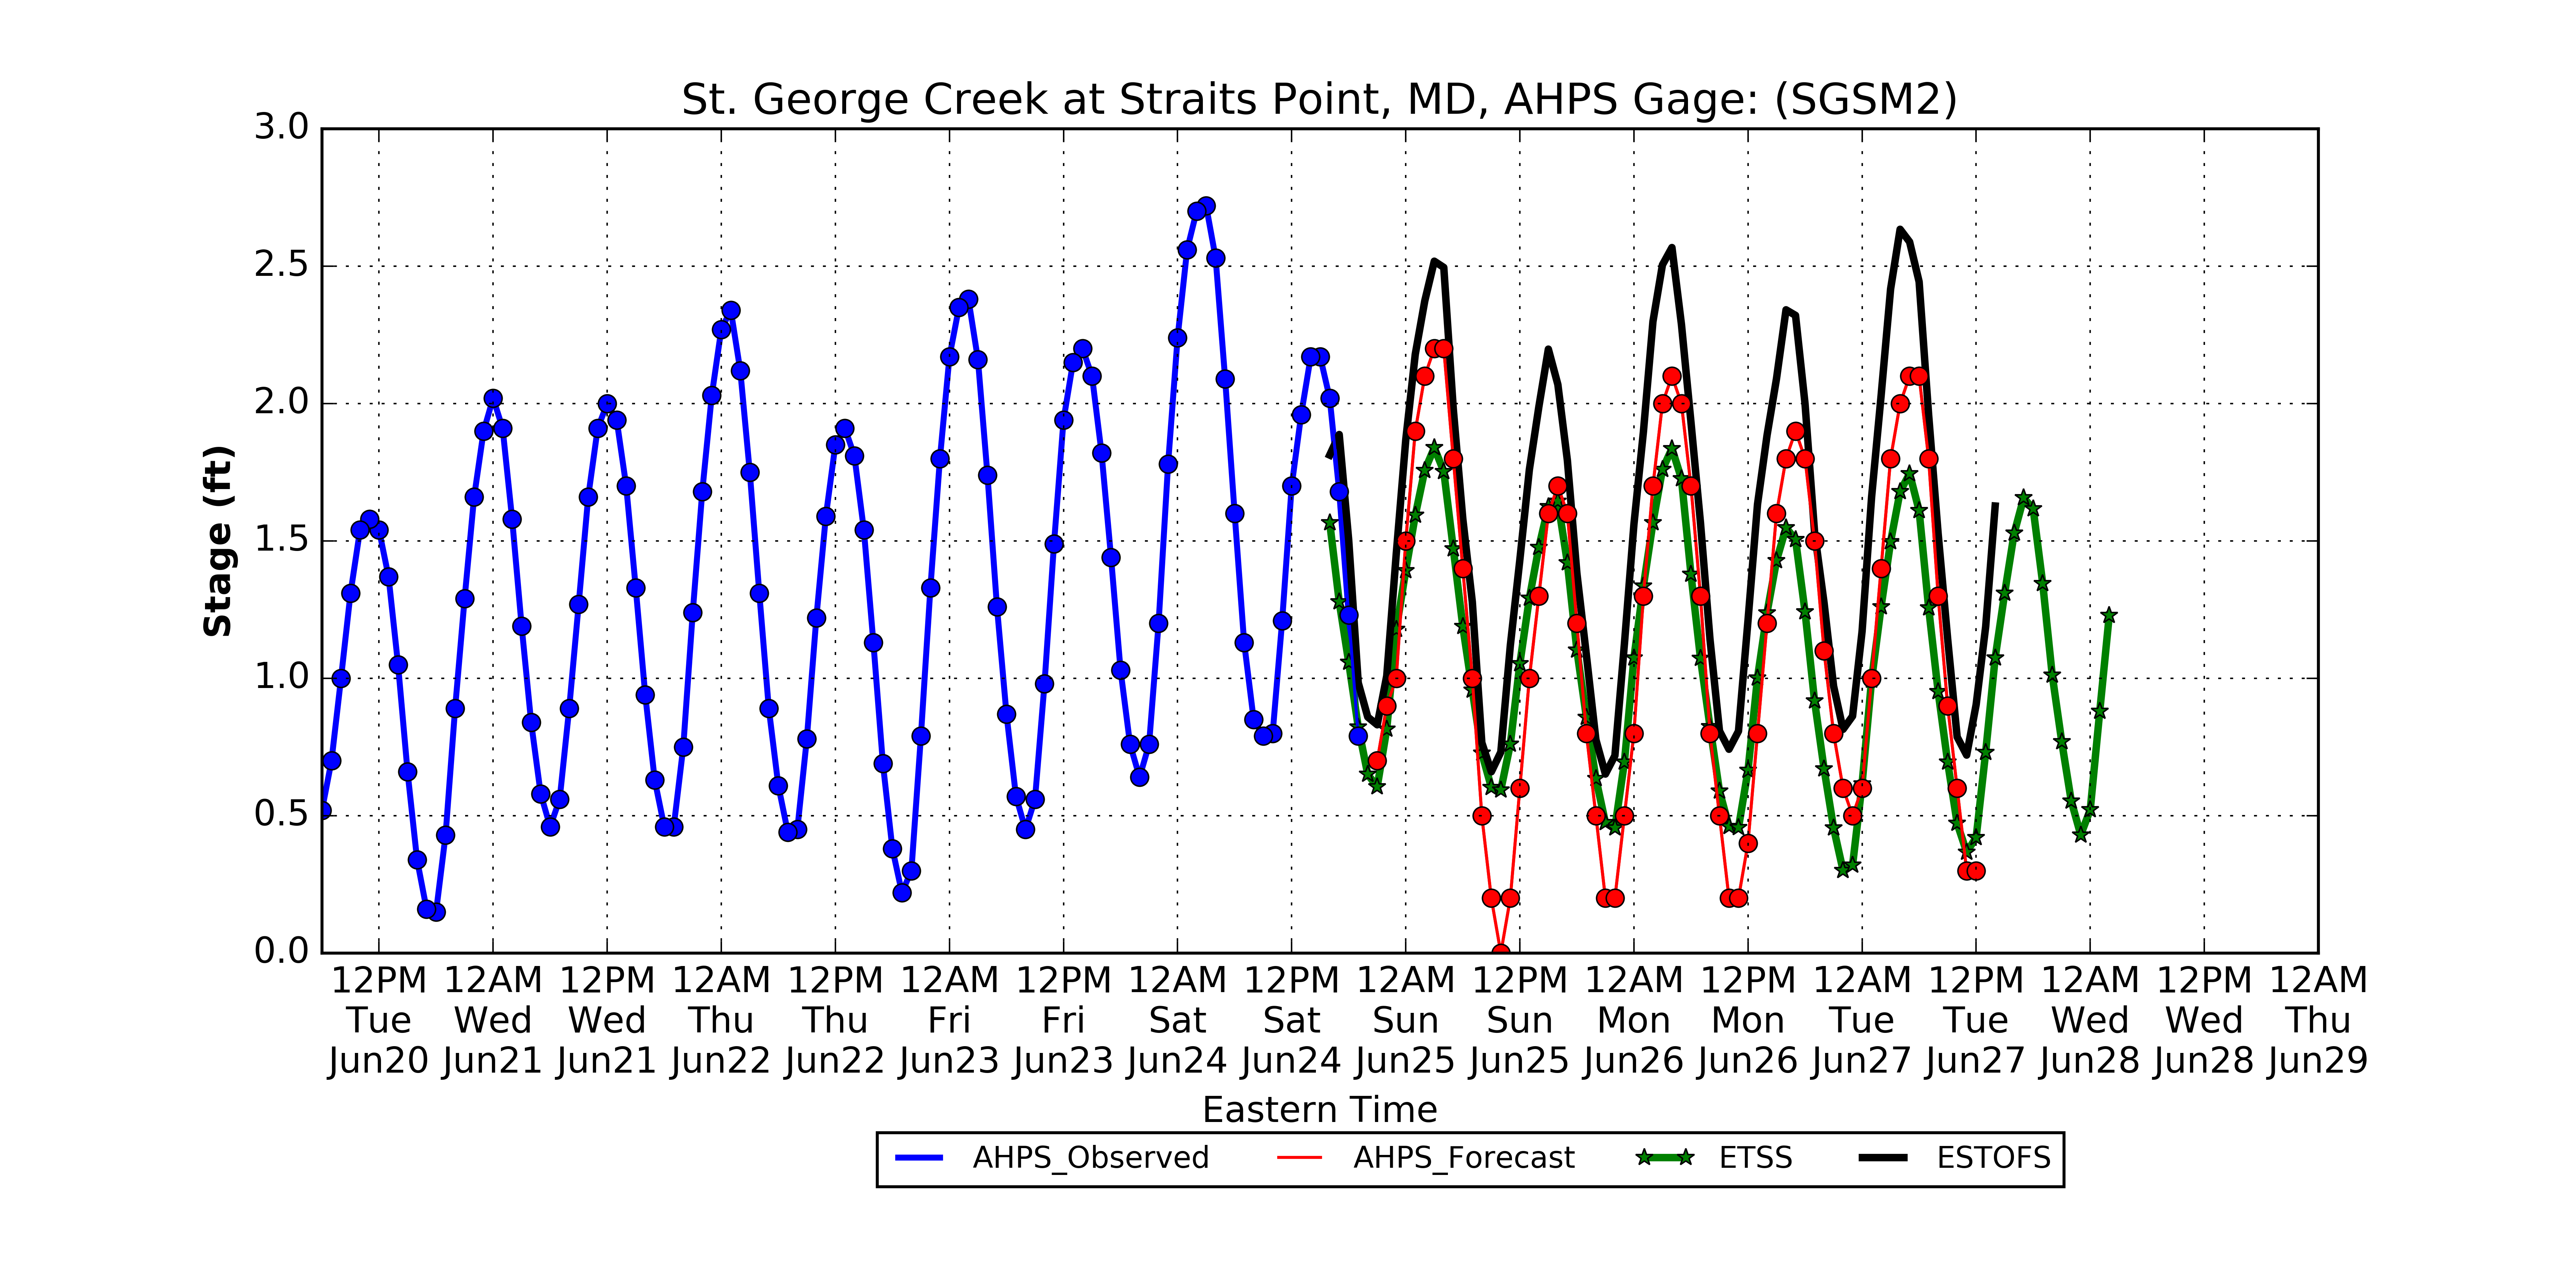 St. George Creek at Straits Point, MD, AHPS Gage: (SGSM2)
3.0
2.5
2.0
1.5
1.0
0.5
0.0
Stage (ft)
12PM 12AM 12PM 12AM 12PM 12AM 12PM 12AM 12PM 12AM 12PM 12AM 12PM 12AM 12PM 12AM 12PM 12AM
Tue Wed Wed Thu Thu Fri Fri Sat Sat Sun Sun Mon Mon Tue Tue Wed Wed Thu
Jun20 Jun21 Jun21 Jun22 Jun22 Jun23 Jun23 Jun24 Jun24 Jun25 Jun25 Jun26 Jun26 Jun27 Jun27 Jun28 Jun28 Jun29
Eastern Time
AHPS_Observed AHPS_Forecast ETSS ESTOFS